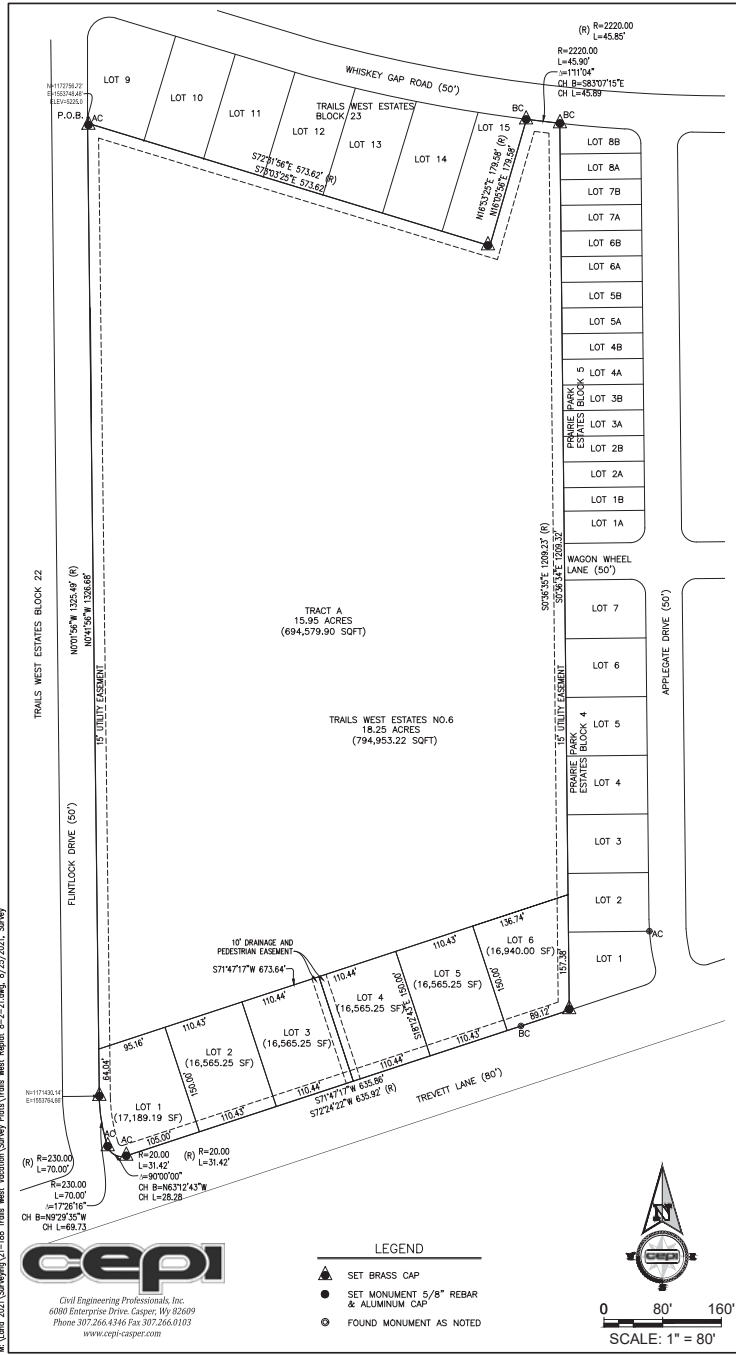 (R) R=2220.00
L=45.85'
R=2220.00
L=45.90'
△=1°11'04"
CH B=S83°07'15"E
CH L=45.89
WHISKEY GAP ROAD (50')
N=1172756.72'
E=1553748.48'
ELEV=5225.0
P.O.B.
AC
BC
BC
LOT 9
LOT 10
LOT 11
TRAILS WEST ESTATES
BLOCK 23
LOT 12
LOT 13
LOT 14
LOT 15
S72°31'56"E 573.62' (R)
S73°03'25"E 573.62
N16°53'25"E 179.58' (R)
N16°05'56"E 179.58'
LOT 8B
LOT 8A
LOT 7B
LOT 7A
LOT 6B
LOT 6A
LOT 5B
LOT 5A
LOT 4B
LOT 4A
LOT 3B
LOT 3A
LOT 2B
LOT 2A
LOT 1B
LOT 1A
PRAIRIE PARK
ESTATES BLOCK 5
WAGON WHEEL
LANE (50')
APPLEGATE DRIVE (50')
LOT 7
LOT 6
LOT 5
LOT 4
LOT 3
LOT 2
LOT 1
PRAIRIE PARK
ESTATES BLOCK 4
AC
S0°36'35"E 1209.23' (R)
S0°36'34"E 1209.32'
15' UTILITY EASEMENT
TRAILS WEST ESTATES BLOCK 22
FLINTLOCK DRIVE (50')
N0°01'56"W 1325.49' (R)
N0°41'56"W 1326.68'
15' UTILITY EASEMENT
TRACT A
15.95 ACRES
(694,579.90 SQFT)
TRAILS WEST ESTATES NO.6
18.25 ACRES
(794,953.22 SQFT)
10' DRAINAGE AND
PEDESTRIAN EASEMENT
S71°47'17"W 673.64'
95.16'
110.43'
110.44'
110.44'
110.43'
136.74'
LOT 1
(17,189.19 SF)
LOT 2
(16,565.25 SF)
LOT 3
(16,565.25 SF)
LOT 4
(16,565.25 SF)
LOT 5
(16,565.25 SF)
LOT 6
(16,940.00 SF)
64.04'
150.00'
S18°12'43"E 150.00'
150.00'
157.38'
105.00'
110.43'
110.44'
110.44'
110.43'
89.12'
BC
S71°47'17"W 635.86'
S72°24'22"W 635.92' (R)
TREVETT LANE (80')
N=1171430.14'
E=1553764.66'
AC
AC
(R) R=230.00
L=70.00'
R=230.00
L=70.00'
△=17°26'16"
CH B=N9°29'35"W
CH L=69.73
R=20.00
L=31.42'
△=90°00'00"
CH B=N63°12'43"W
CH L=28.28
(R) R=20.00
L=31.42'
cepi
Civil Engineering Professionals, Inc.
6080 Enterprise Drive. Casper, Wy 82609
Phone 307.266.4346 Fax 307.266.0103
www.cepi-casper.com
LEGEND
SET BRASS CAP
SET MONUMENT 5/8" REBAR
& ALUMINUM CAP
FOUND MONUMENT AS NOTED
N
cepi
0 80' 160'
SCALE: 1" = 80'